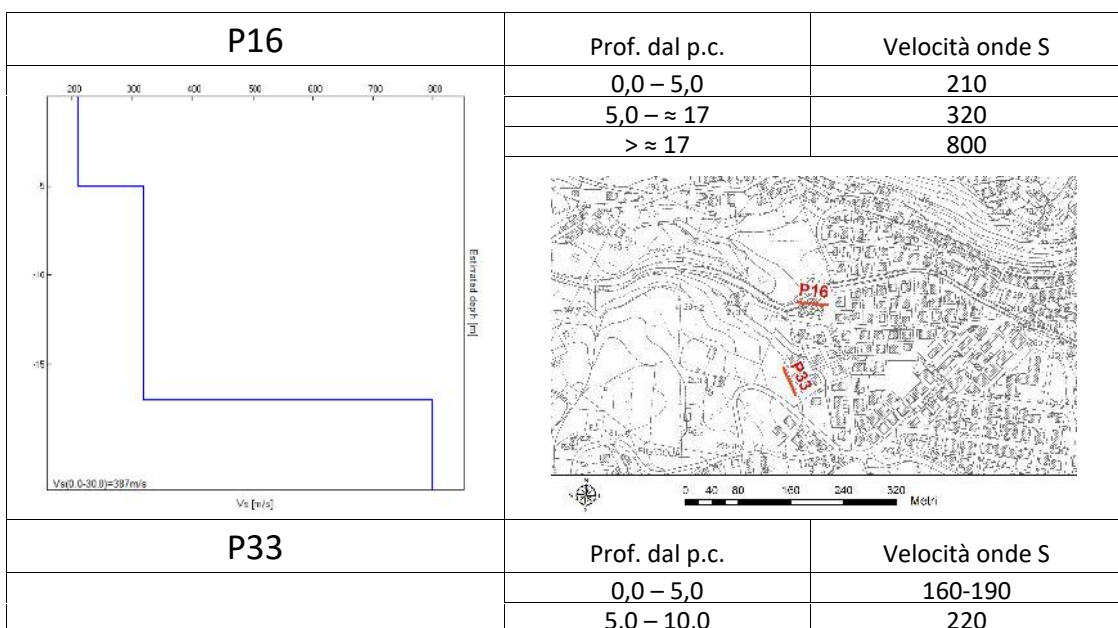 P16
Prof. dal p.c.
Velocità onde S
0,0 – 5,0
210
5,0 – ≈ 17
320
> ≈ 17
800
200 300 400 500 600 700 800
-5
-10
-15
Estimated depth [m]
Vs(0.0-30.0)=387m/s
Vs [m/s]
P16
P33
0 40 80 160 240 320
Metri
P33
Prof. dal p.c.
Velocità onde S
0,0 – 5,0
160-190
5,0 – 10,0
220